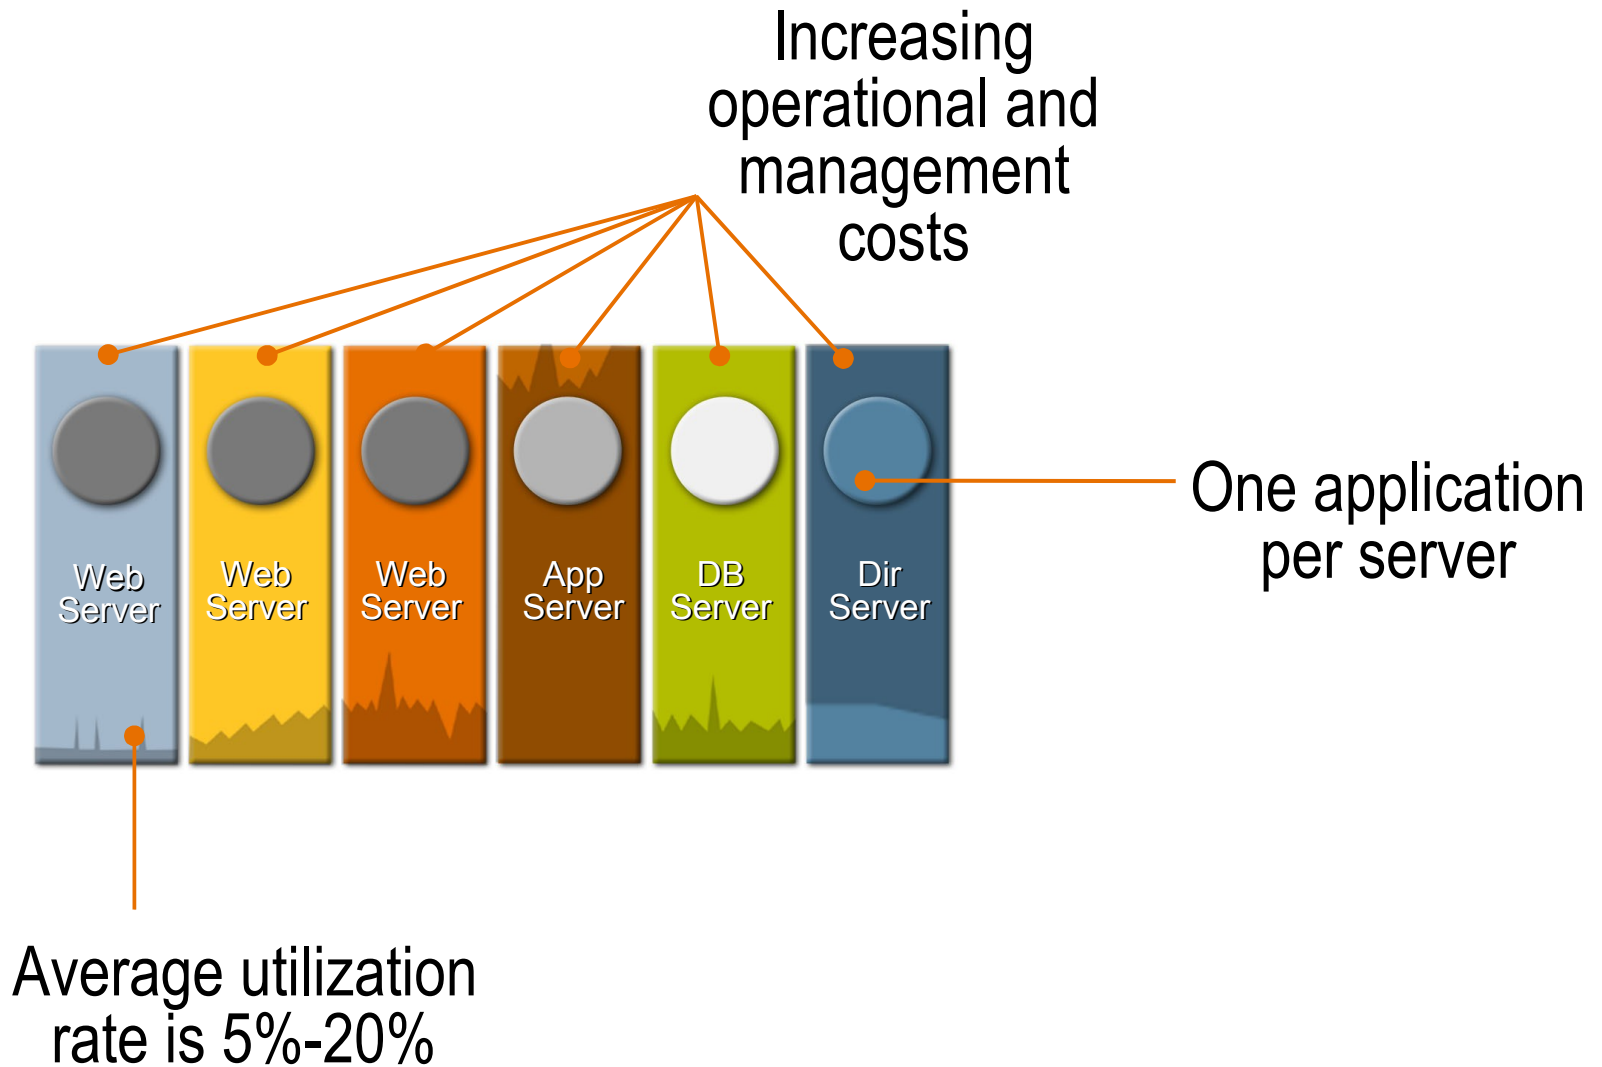 Increasing
operational and
management
costs
Web
Server
Web
Server
Web
Server
App
Server
DB
Server
Dir
Server
One application
per server
Average utilization
rate is 5%-20%